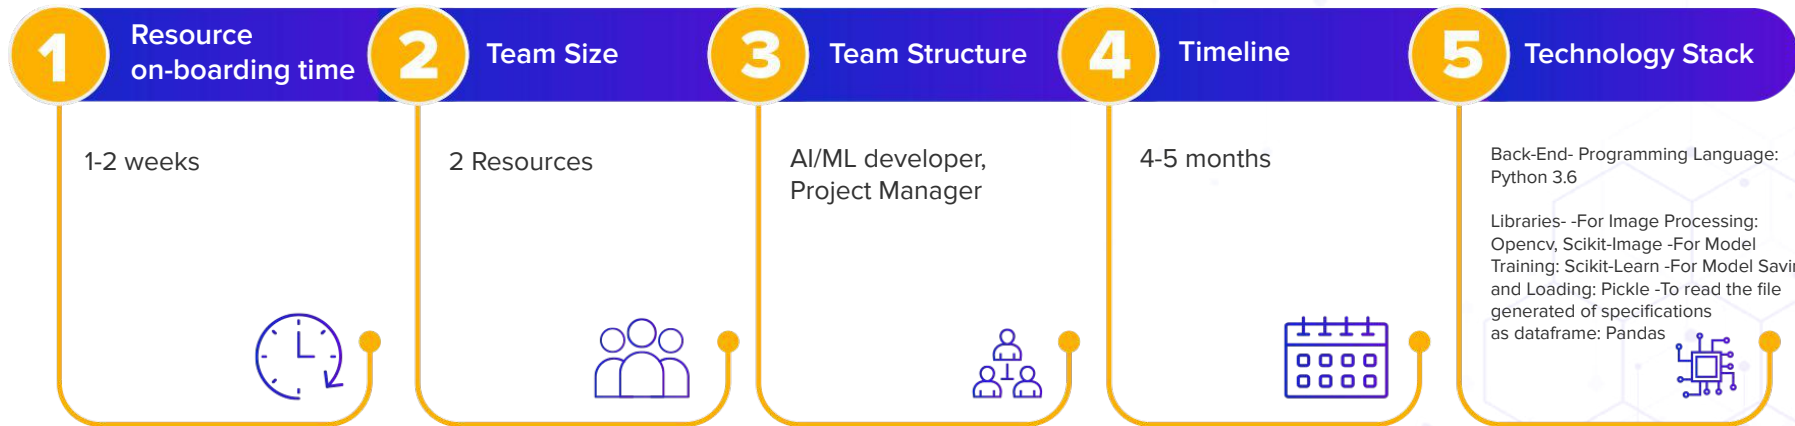 1
Resource
on-boarding time
2
Team Size
3
Team Structure
4
Timeline
5
Technology Stack
1-2 weeks
2 Resources
AI/ML developer,
Project Manager
4-5 months
Back-End- Programming Language:
Python 3.6
Libraries- -For Image Processing:
Opencv, Scikit-Image -For Model
Training: Scikit-Learn -For Model Savin
and Loading: Pickle -To read the file
generated of specifications
as dataframe: Pandas